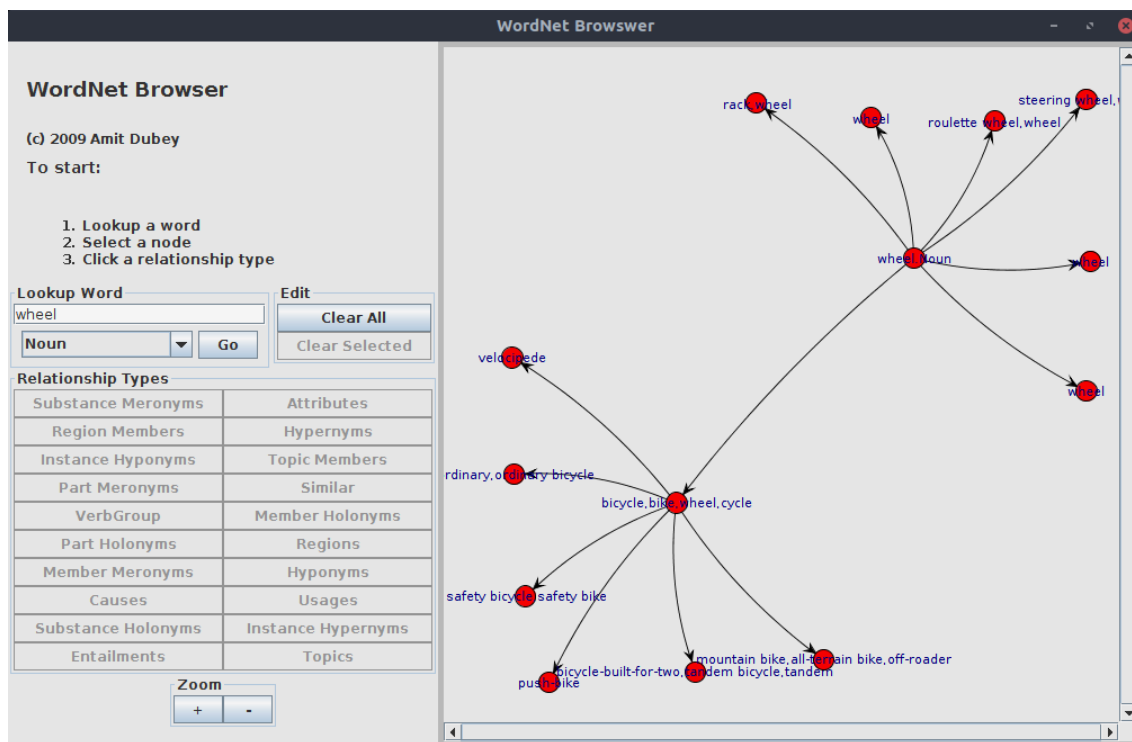 WordNet Browswer
WordNet Browser
(c) 2009 Amit Dubey
To start:
1. Lookup a word
2. Select a node
3. Click a relationship type
Lookup Word
wheel
Noun
Go
Edit
Clear All
Clear Selected
Relationship Types
Substance Meronyms
Attributes
Region Members
Hypernyms
Instance Hyponyms
Topic Members
Part Meronyms
Similar
VerbGroup
Member Holonyms
Part Holonyms
Regions
Member Meronyms
Hyponyms
Causes
Usages
Substance Holonyms
Instance Hypernyms
Entailments
Topics
Zoom
+
-
rack,wheel
wheel
roulette wheel,wheel
steering wheel,
wheel,Noun
wheel
wheel
velocipede
ordinary bicycle
bicycle,bike,wheel,cycle
safety bicycle,safety bike
mountain bike,all-terrain bike,off-roader
bicycle-built-for-two,tandem bicycle,tandem
push-bike